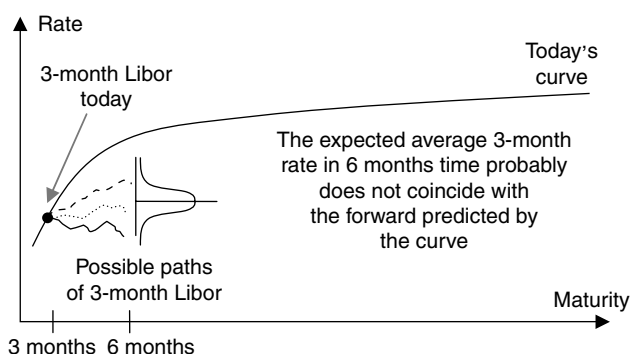 Rate
3-month Libor
today
Today's
curve
The expected average 3-month
rate in 6 months time probably
does not coincide with
the forward predicted by
the curve
Possible paths
of 3-month Libor
Maturity
3 months 6 months